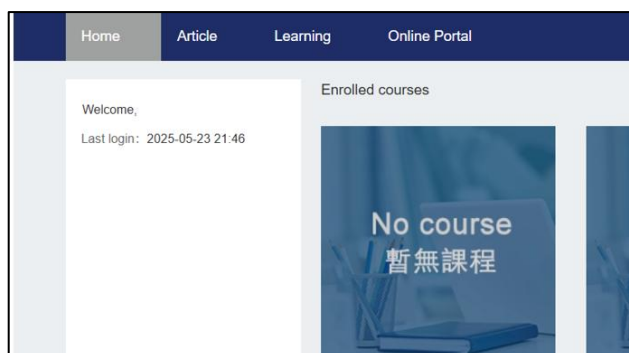 Home Article Learning Online Portal
Welcome,
Last login: 2025-05-23 21:46
Enrolled courses
No course
暫無課程